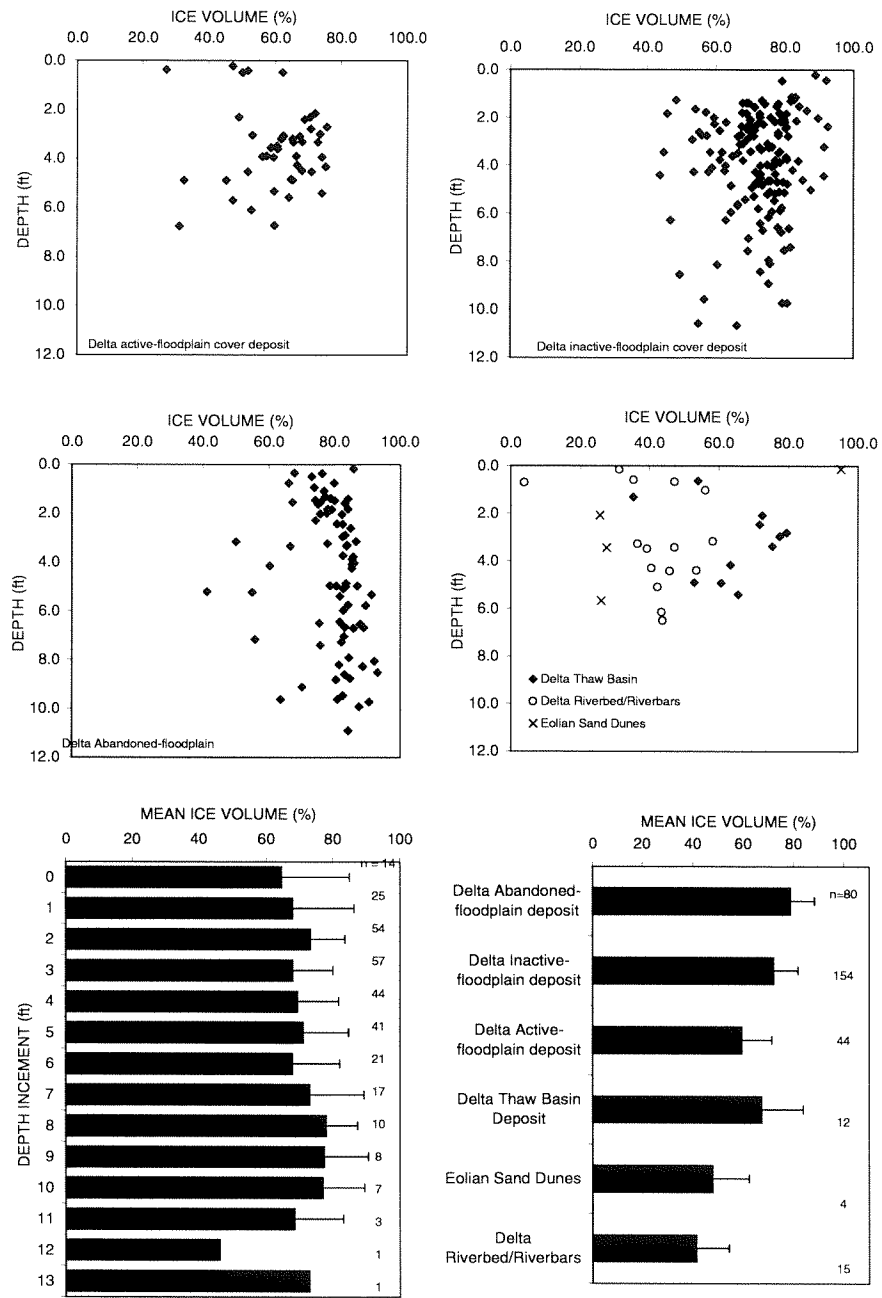 ICE VOLUME (%)
0.0 20.0 40.0 60.0 80.0 100.0
DEPTH (ft)
0.0
2.0
4.0
6.0
8.0
10.0
12.0
Delta active-floodplain cover deposit
ICE VOLUME (%)
0.0 20.0 40.0 60.0 80.0 100.0
DEPTH (ft)
0.0
2.0
4.0
6.0
8.0
10.0
12.0
Delta inactive-floodplain cover deposit
ICE VOLUME (%)
0.0 20.0 40.0 60.0 80.0 100.0
DEPTH (ft)
0.0
2.0
4.0
6.0
8.0
10.0
12.0
Delta Abandoned-floodplain
ICE VOLUME (%)
0.0 20.0 40.0 60.0 80.0 100.0
DEPTH (ft)
0.0
2.0
4.0
6.0
8.0
10.0
12.0
Delta Thaw Basin
Delta Riverbed/Riverbars
Eolian Sand Dunes
MEAN ICE VOLUME (%)
0 20 40 60 80 100
DEPTH INCEMENT (ft)
0 n = 14
1 25
2 54
3 57
4 44
5 41
6 21
7 17
8 10
9 8
10 7
11 3
12 1
13 1
MEAN ICE VOLUME (%)
0 20 40 60 80 100
Delta Abandoned-
floodplain deposit
n=80
Delta Inactive-
floodplain deposit
154
Delta Active-
floodplain deposit
44
Delta Thaw Basin
Deposit
12
Eolian Sand Dunes
4
Delta
Riverbed/Riverbars
15